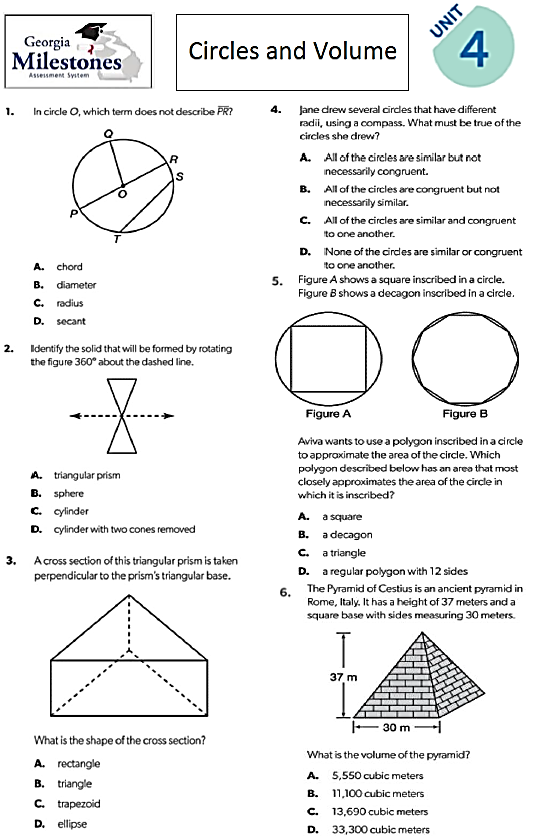 Georgia
Milestones
Assessment System
Circles and Volume
UNIT
4
1. In circle O, which term does not describe PR?
Q
R
S
O
P
T
A. chord
B. diameter
C. radius
D. secant
2. Identify the solid that will be formed by rotating
the figure 360° about the dashed line.
A. triangular prism
B. sphere
C. cylinder
D. cylinder with two cones removed
3. A cross section of this triangular prism is taken
perpendicular to the prism's triangular base.
What is the shape of the cross section?
A. rectangle
B. triangle
C. trapezoid
D. ellipse
4. Jane drew several circles that have different
radii, using a compass. What must be true of the
circles she drew?
A. All of the circles are similar but not
necessarily congruent.
B. All of the circles are congruent but not
necessarily similar.
C. All of the circles are similar and congruent
to one another.
D. None of the circles are similar or congruent
to one another.
5. Figure A shows a square inscribed in a circle.
Figure B shows a decagon inscribed in a circle.
Figure A
Figure B
Aviva wants to use a polygon inscribed in a circle
to approximate the area of the circle. Which
polygon described below has an area that most
closely approximates the area of the circle in
which it is inscribed?
A. a square
B. a decagon
C. a triangle
D. a regular polygon with 12 sides
6. The Pyramid of Cestius is an ancient pyramid in
Rome, Italy. It has a height of 37 meters and a
square base with sides measuring 30 meters.
37 m
30 m
What is the volume of the pyramid?
A. 5,550 cubic meters
B. 11,100 cubic meters
C. 13,690 cubic meters
D. 33,300 cubic meters